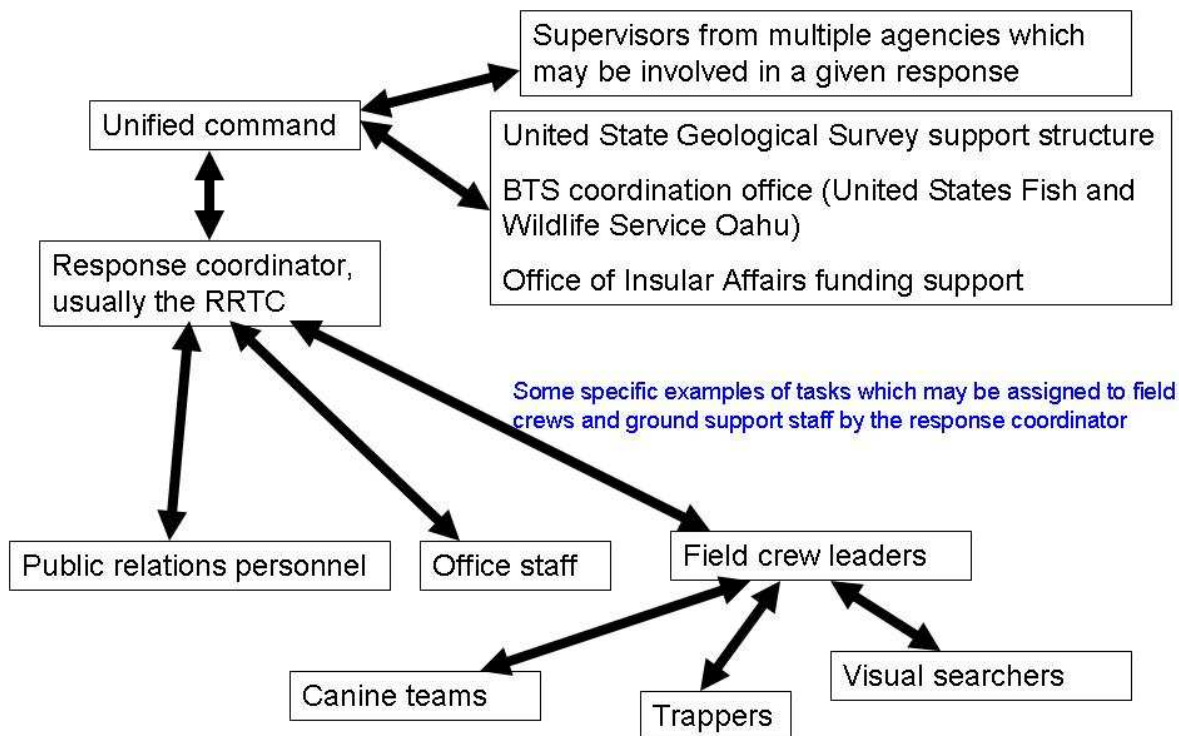 Supervisors from multiple agencies which
may be involved in a given response
Unified command
United State Geological Survey support structure
BTS coordination office (United States Fish and
Wildlife Service Oahu)
Office of Insular Affairs funding support
Response coordinator,
usually the RRTC
Some specific examples of tasks which may be assigned to field
crews and ground support staff by the response coordinator
Public relations personnel
Office staff
Field crew leaders
Canine teams
Trappers
Visual searchers